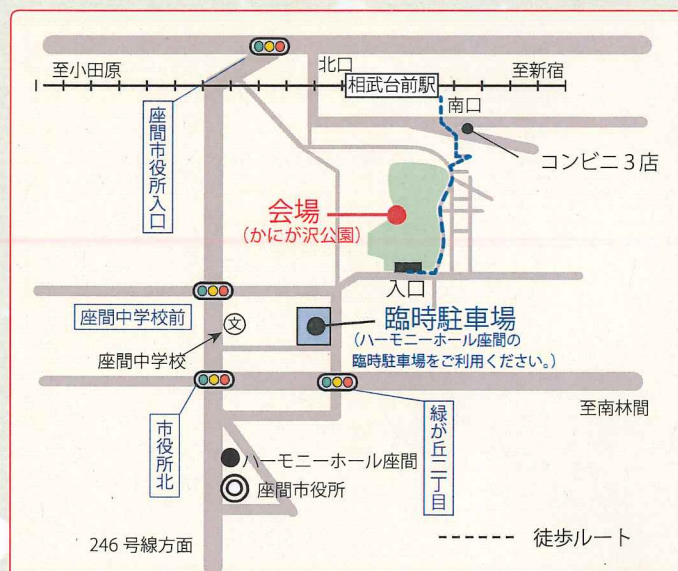 至小田原
北口
相武台前駅
至新宿
南口
コンビニ3店
座間市役所入口
会場
（かにが沢公園）
入口
座間中学校前
文
座間中学校
臨時駐車場
（ハーモニーホール座間の
臨時駐車場をご利用ください。）
至南林間
市役所北
緑が丘二丁目
ハーモニーホール座間
座間市役所
246号線方面
徒歩ルート